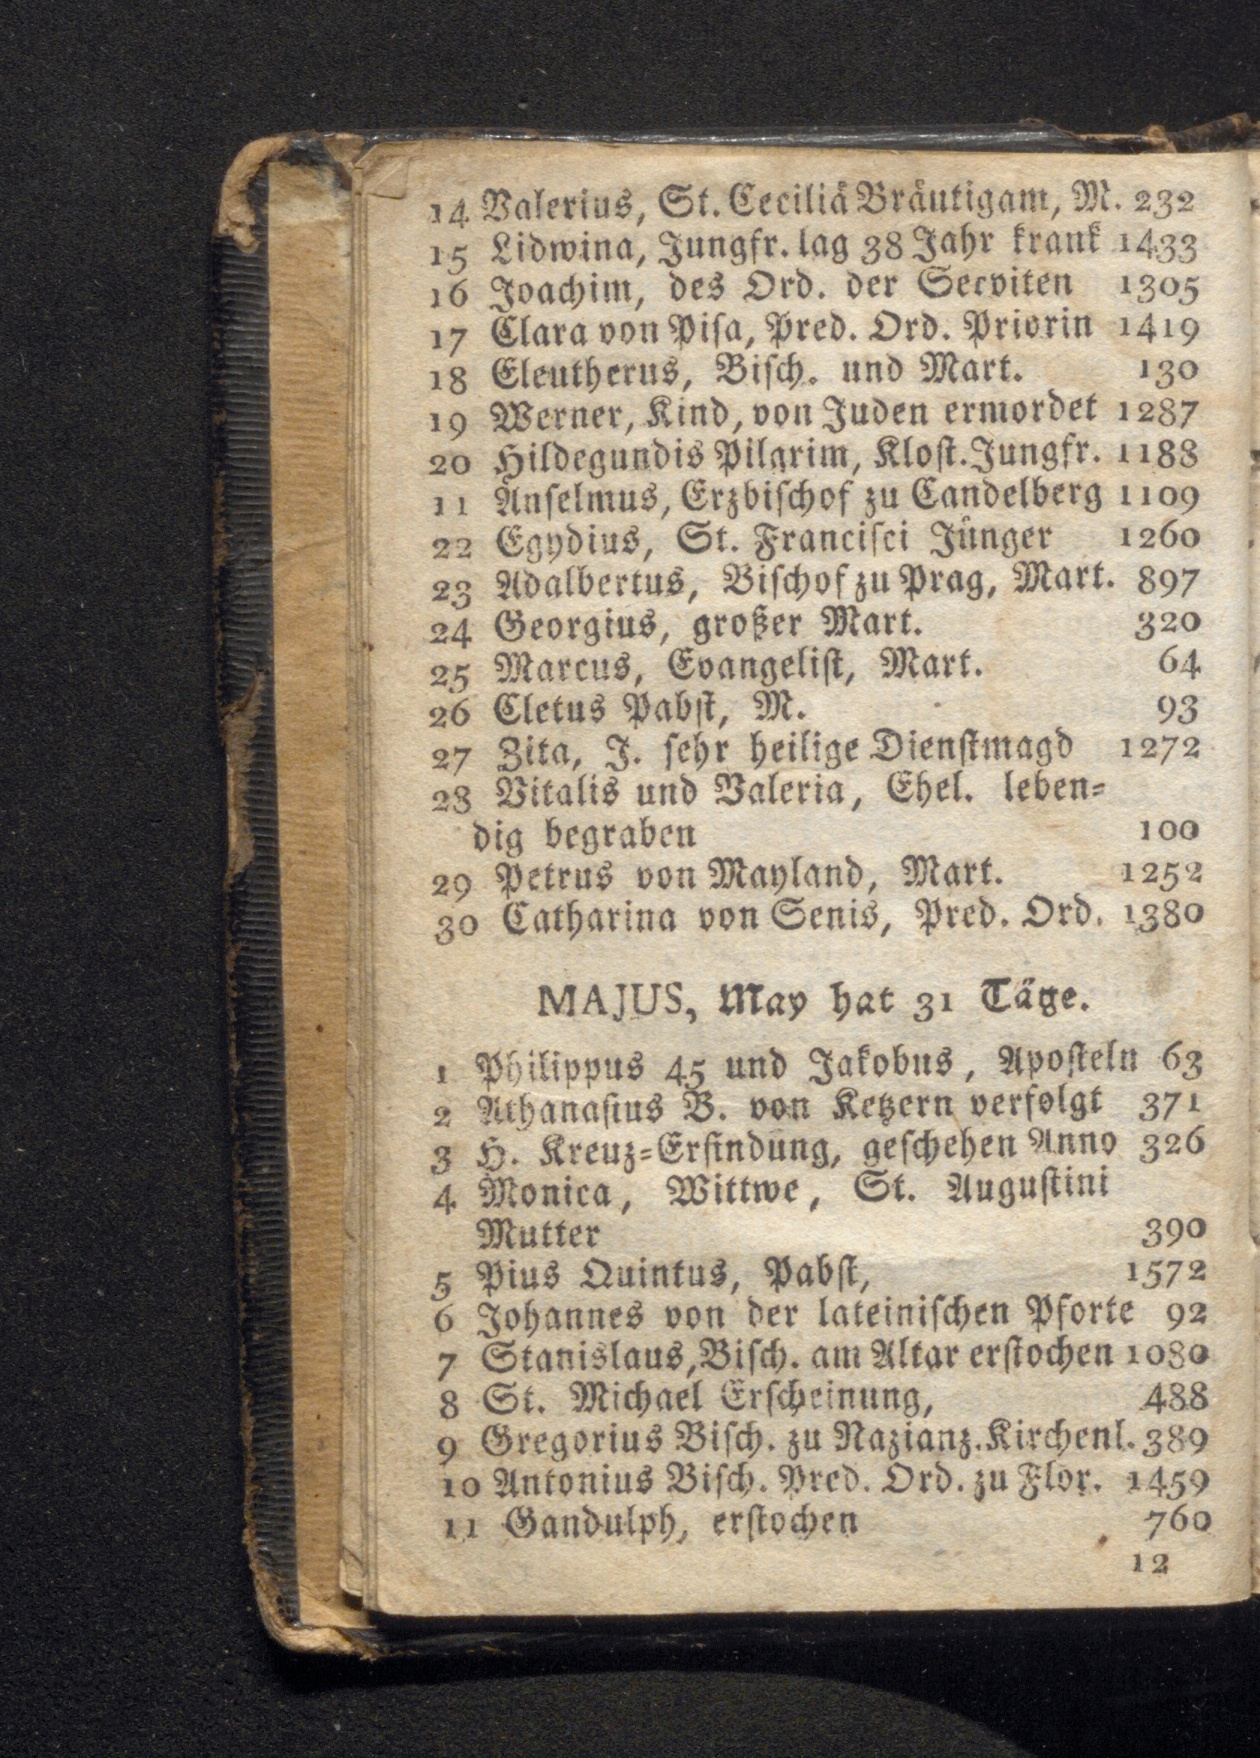 14 Valerius, St. Ceciliä Bräutigam, M. 232
15 Lidwina, Jungfr. lag 38 Jahr krank 1433
16 Joachim, des Ord. der Serviten 1305
17 Clara von Piſa, Pred. Ord. Priorin 1419
18 Eleutherus, Biſch. und Mart. 130
19 Werner, Kind, von Juden ermordet 1287
20 Hildegundis Pilgrim, Kloſt. Jungfr. 1188
11 Anſelmus, Erzbiſchof zu Candelberg 1109
22 Egydius, St. Franciſci Jünger 1260
23 Adalbertus, Biſchof zu Prag, Mart. 897
24 Georgius, großer Mart. 320
25 Marcus, Evangeliſt, Mart. 64
26 Cletus Pabſt, M. 93
27 Zita, J. ſehr heilige Dienſtmagd 1272
28 Vitalis und Valeria, Ehel. leben⸗
dig begraben 100
29 Petrus von Mayland, Mart. 1252
30 Catharina von Senis, Pred. Ord. 1380
MAJUS, May hat 31 Täge.
1 Philippus 45 und Jakobus, Apoſteln 63
2 Athanaſius B. von Ketzern verfolgt 371
3 H. Kreuz⸗Erfindung, geſchehen Anno 326
4 Monica, Wittwe, St. Auguſtini
Mutter 390
5 Pius Quintus, Pabſt, 1572
6 Johannes von der lateiniſchen Pforte 92
7 Stanislaus, Biſch. am Altar erſtochen 1080
8 St. Michael Erſcheinung, 488
9 Gregorius Biſch. zu Nazianz. Kirchenl. 389
10 Antonius Biſch. Pred. Ord. zu Flor. 1459
11 Gandulph, erſtochen 760
12